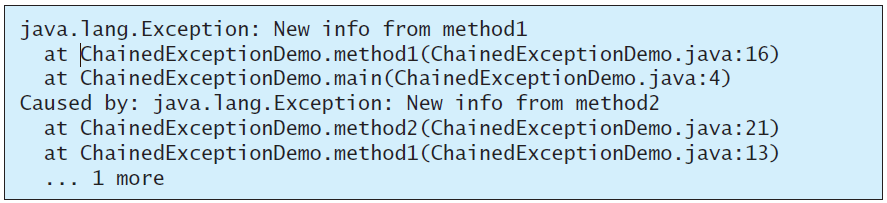 java.lang.Exception: New info from method1
at ChainedExceptionDemo.method1(ChainedExceptionDemo.java:16)
at ChainedExceptionDemo.main(ChainedExceptionDemo.java:4)
Caused by: java.lang.Exception: New info from method2
at ChainedExceptionDemo.method2(ChainedExceptionDemo.java:21)
at ChainedExceptionDemo.method1(ChainedExceptionDemo.java:13)
... 1 more